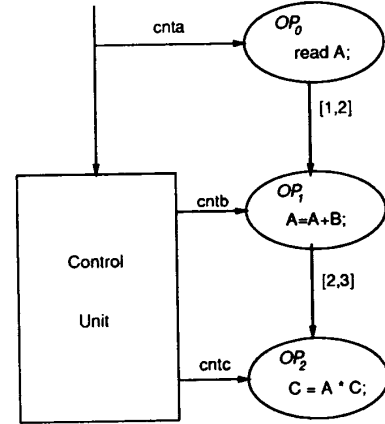 cnta
OP₀
read A;
[1,2]
cntb
OP₁
A=A+B;
Control
Unit
[2,3]
cntc
OP₂
C = A * C;